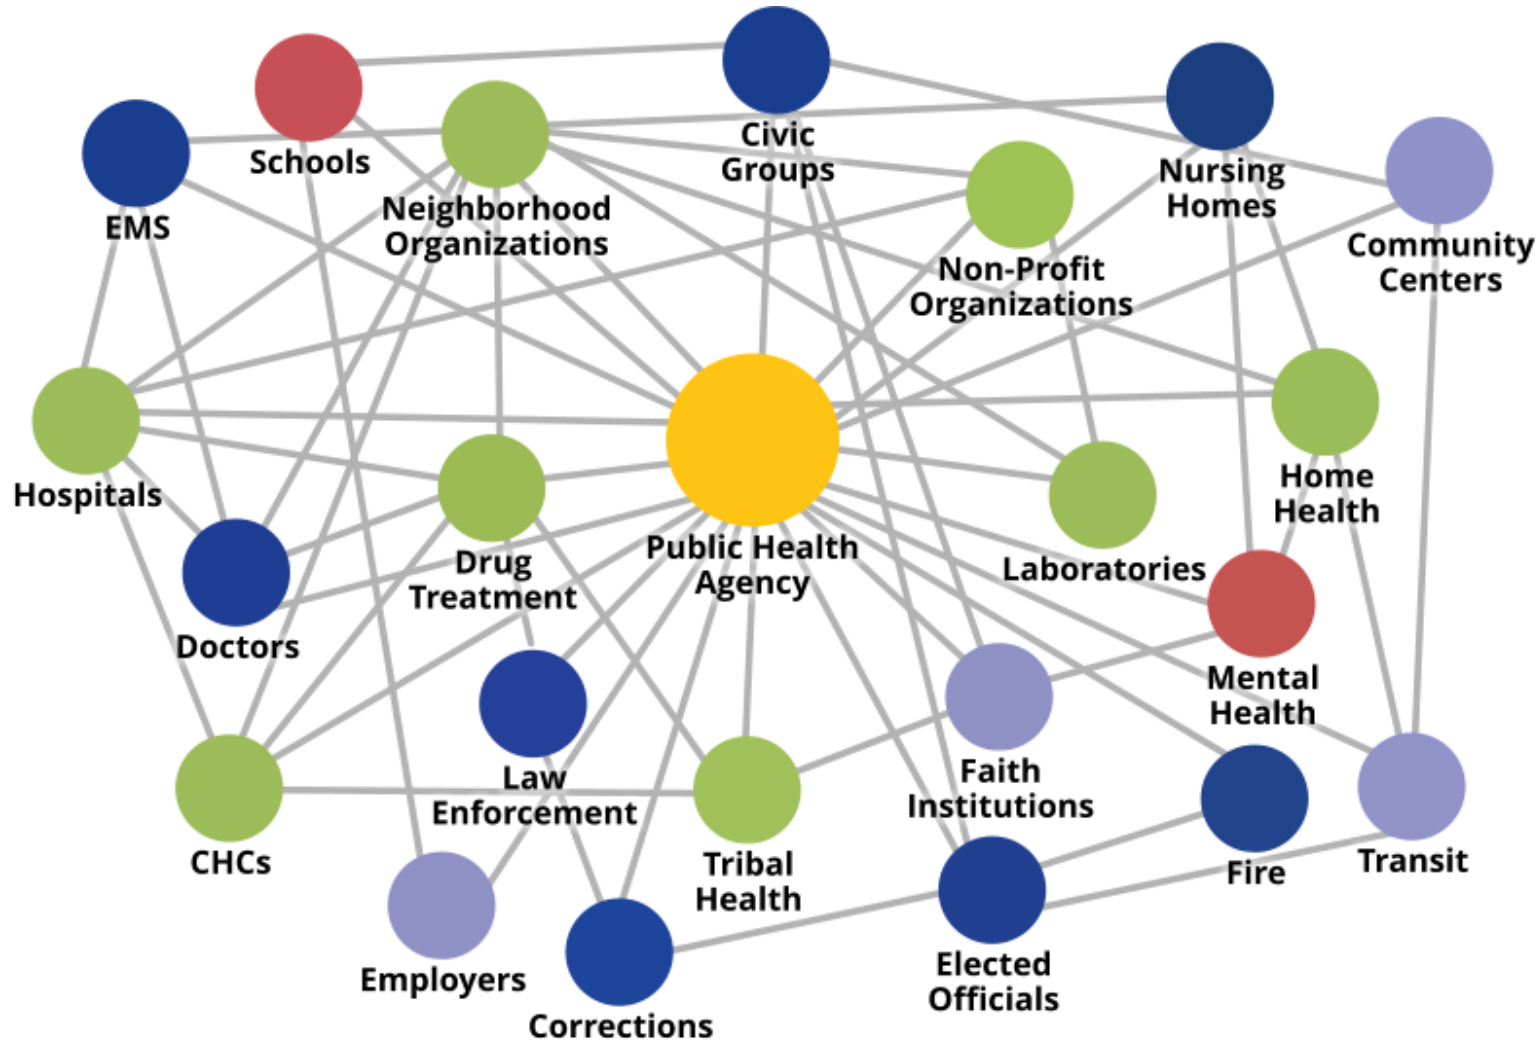 Schools
Civic
Groups
EMS
Neighborhood
Organizations
Nursing
Homes
Community
Centers
Non-Profit
Organizations
Hospitals
Home
Health
Drug
Treatment
Public Health
Agency
Laboratories
Doctors
Mental
Health
Law
Enforcement
Faith
Institutions
CHCs
Tribal
Health
Fire
Transit
Employers
Elected
Officials
Corrections